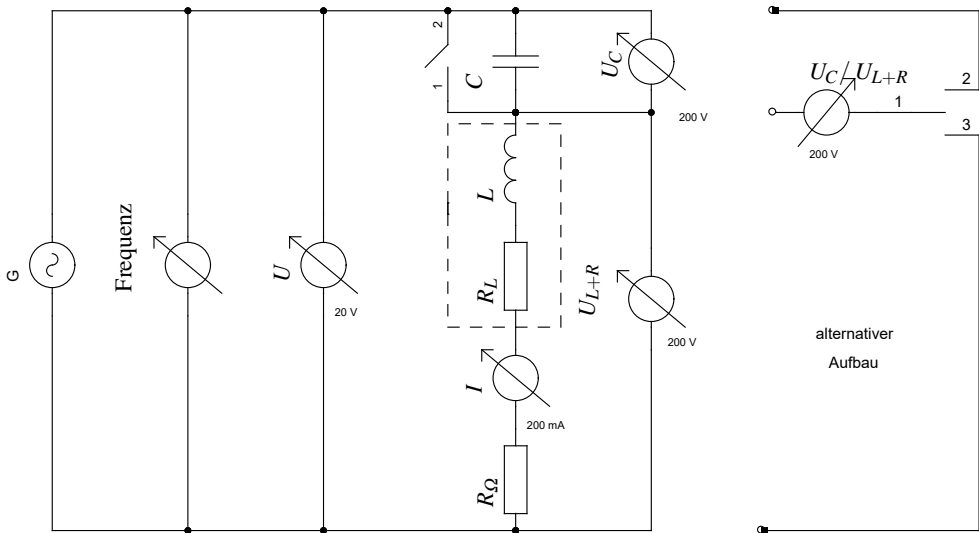 G
Frequenz
U
20 V
2
1
C
U_C
200 V
L
R_L
U_{L+R}
200 V
I
200 mA
R_Ω
U_C/U_{L+R}
200 V
1
2
3
alternativer
Aufbau